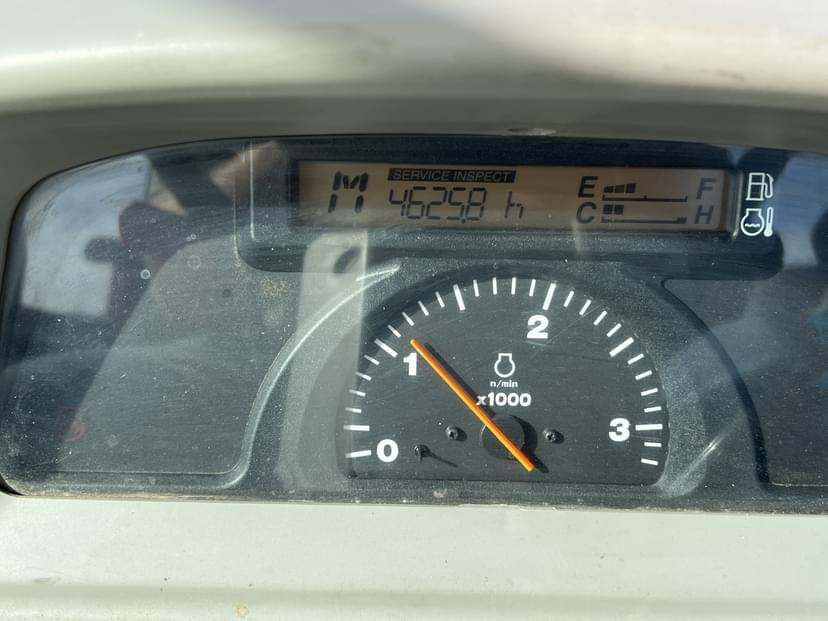 M SERVICE INSPECT E F
4625.8 h C H
2
1
n/min
x1000
0 3